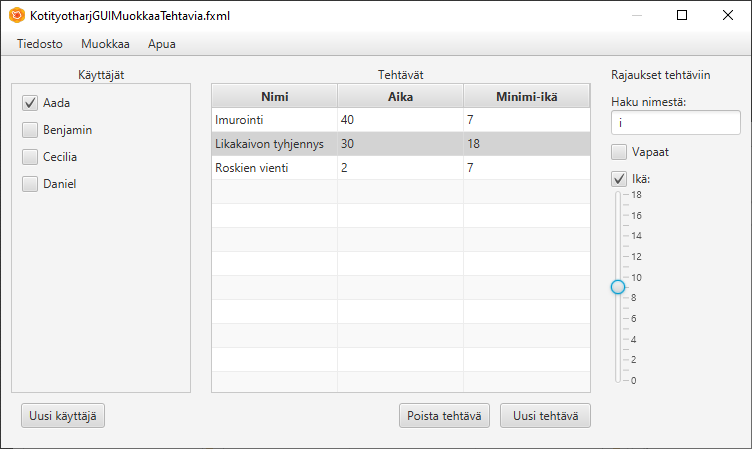 KotityotharjGUIMuokkaaTehtavia.fxml
Tiedosto Muokkaa Apua
Käyttäjät
Aada
Benjamin
Cecilia
Daniel
Uusi käyttäjä
Tehtävät
Nimi Aika Minimi-ikä
Imurointi 40 7
Likakaivon tyhjennys 30 18
Roskien vienti 2 7
Poista tehtävä Uusi tehtävä
Rajaukset tehtäviin
Haku nimestä:
i
Vapaat
Ikä:
18
16
14
12
10
8
6
4
2
0